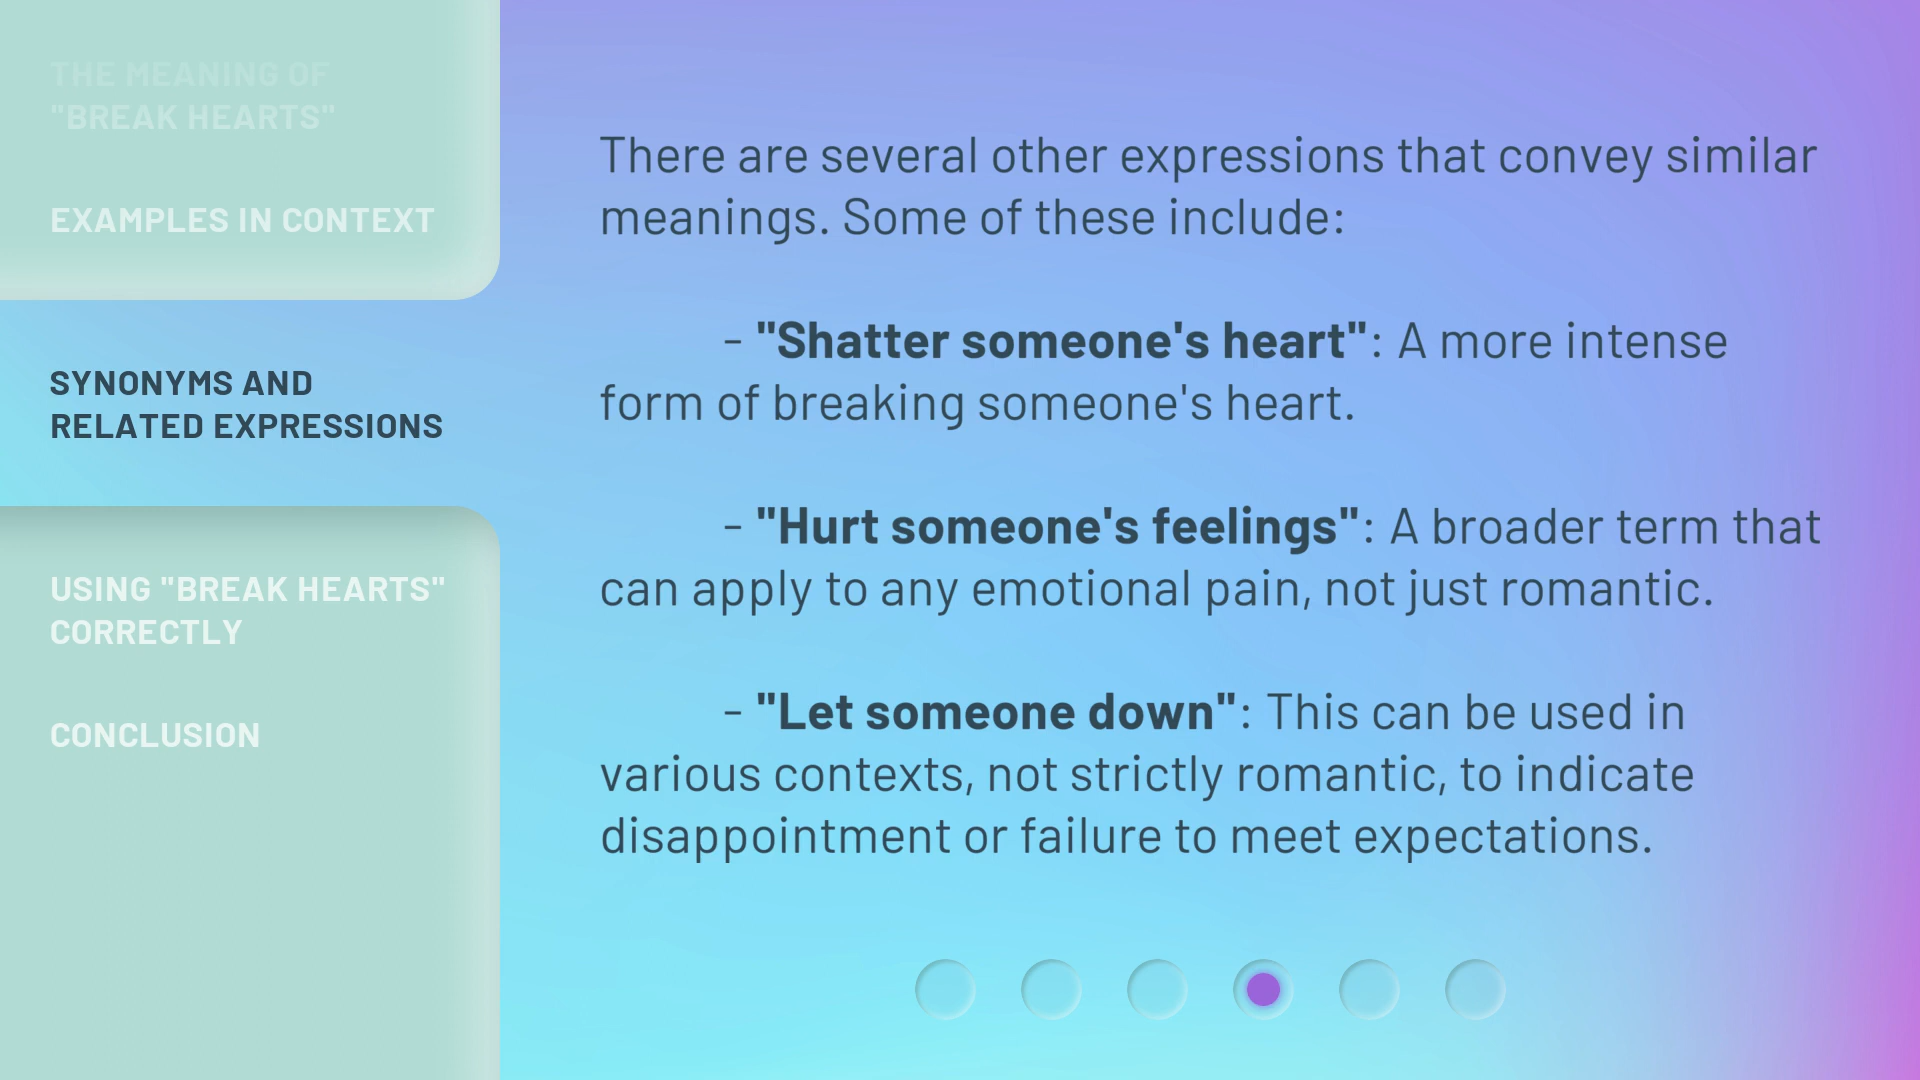 THE MEANING OF
"BREAK HEARTS"
EXAMPLES IN CONTEXT
SYNONYMS AND
RELATED EXPRESSIONS
USING "BREAK HEARTS"
CORRECTLY
CONCLUSION
There are several other expressions that convey similar
meanings. Some of these include:
- "Shatter someone's heart": A more intense
form of breaking someone's heart.
- "Hurt someone's feelings": A broader term that
can apply to any emotional pain, not just romantic.
- "Let someone down": This can be used in
various contexts, not strictly romantic, to indicate
disappointment or failure to meet expectations.